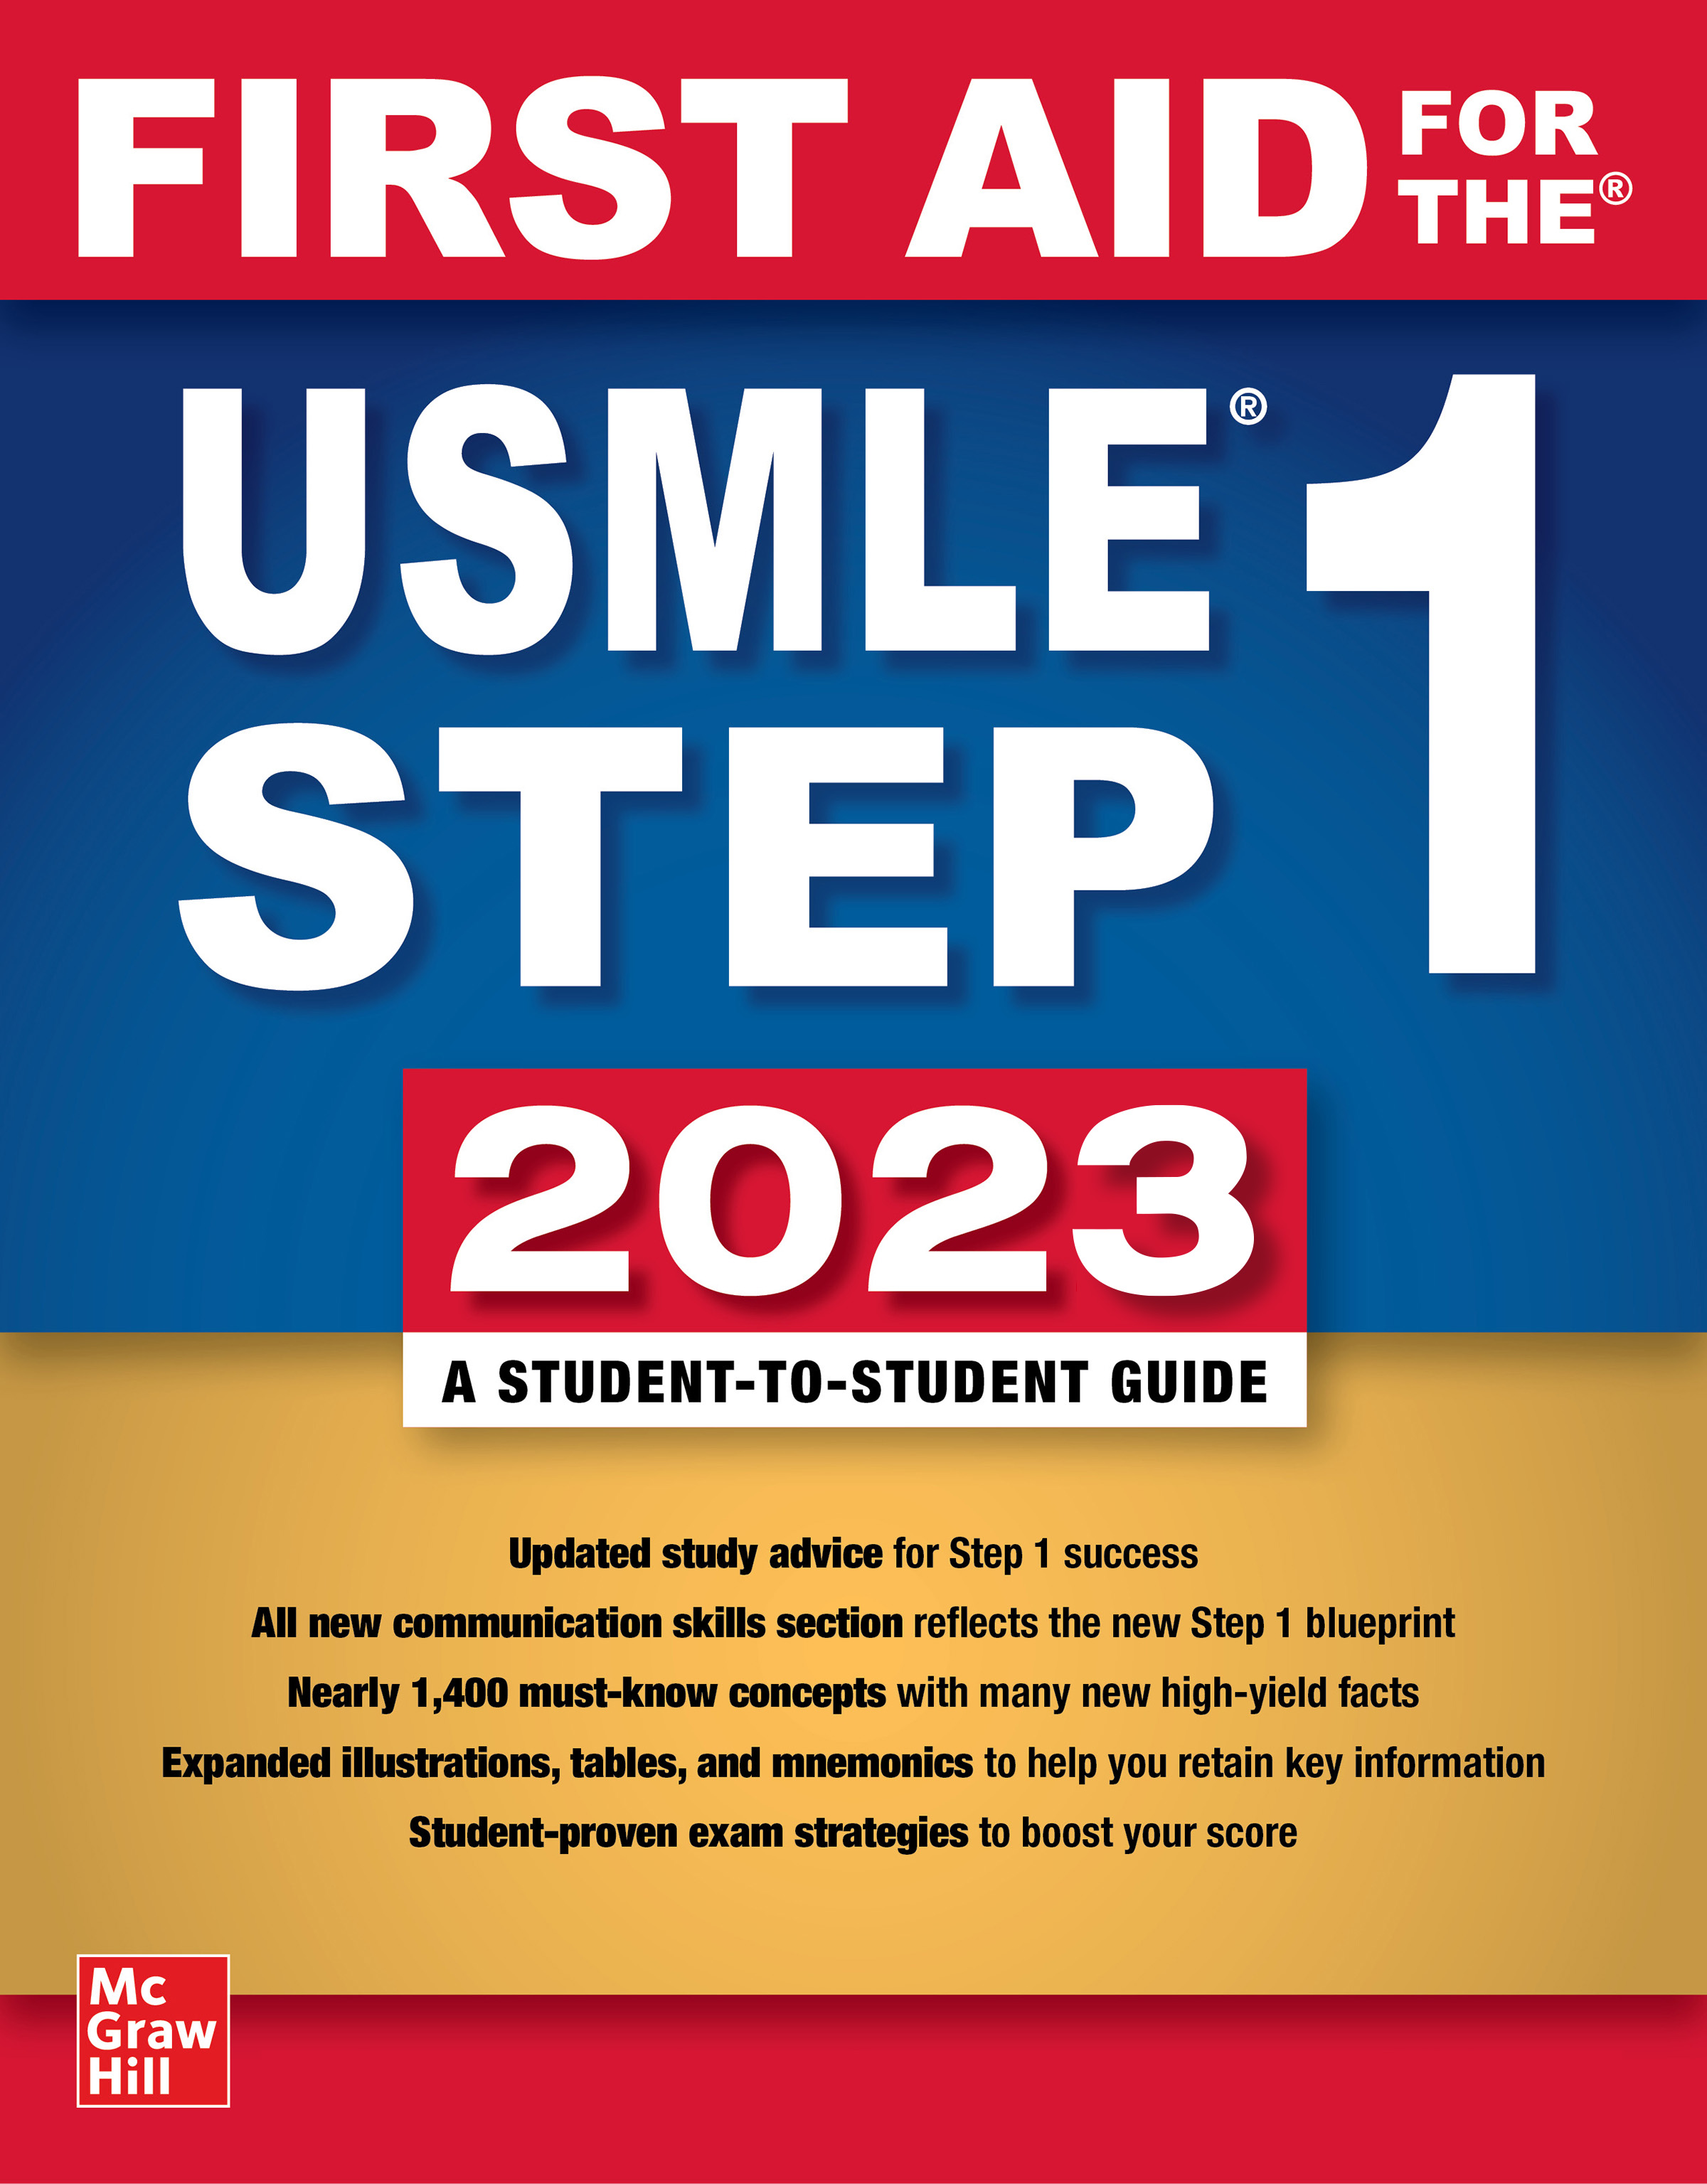 FIRST AID FOR THE®
USMLE® 1
STEP
2023
A STUDENT-TO-STUDENT GUIDE
Updated study advice for Step 1 success
All new communication skills section reflects the new Step 1 blueprint
Nearly 1,400 must-know concepts with many new high-yield facts
Expanded illustrations, tables, and mnemonics to help you retain key information
Student-proven exam strategies to boost your score
Mc
Graw
Hill